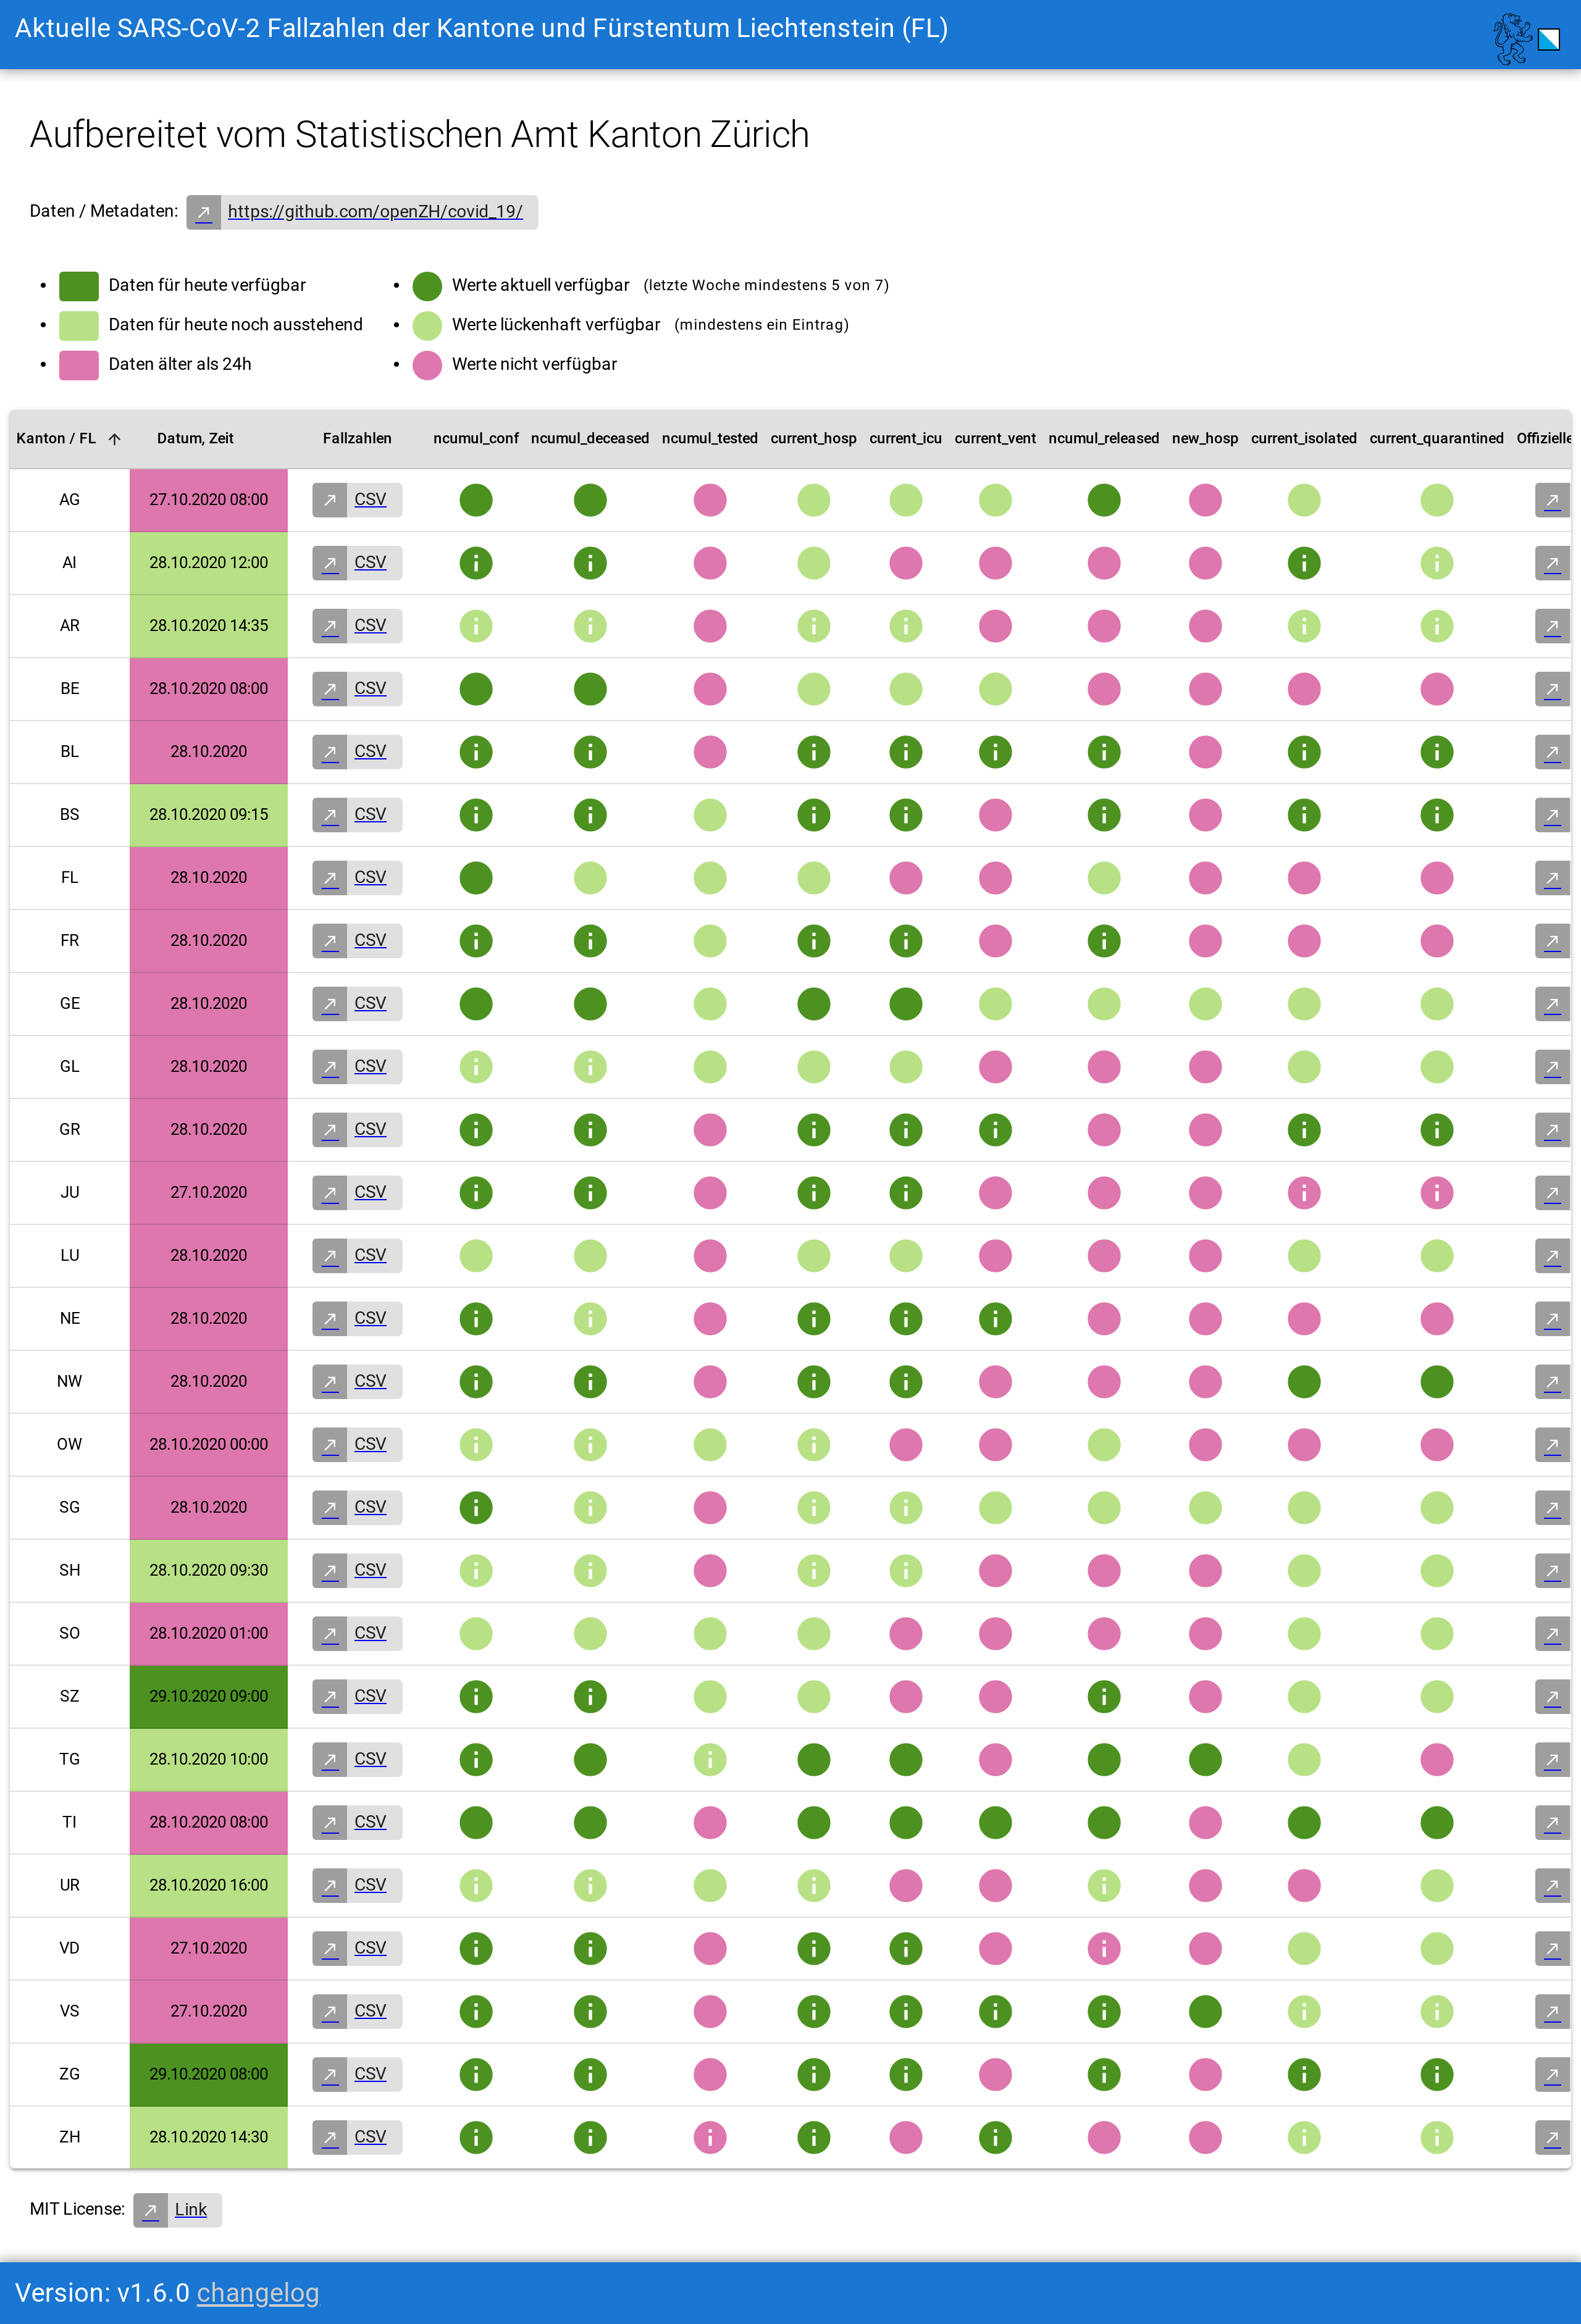 Aktuelle SARS-CoV-2 Fallzahlen der Kantone und Fürstentum Liechtenstein (FL)
Aufbereitet vom Statistischen Amt Kanton Zürich
Daten / Metadaten: https://github.com/openZH/covid_19/
Daten für heute verfügbar
Daten für heute noch ausstehend
Daten älter als 24h
Werte aktuell verfügbar (letzte Woche mindestens 5 von 7)
Werte lückenhaft verfügbar (mindestens ein Eintrag)
Werte nicht verfügbar
Kanton / FL Datum, Zeit Fallzahlen ncumul_conf ncumul_deceased ncumul_tested current_hosp current_icu current_vent ncumul_released new_hosp current_isolated current_quarantined Offizielle
AG 27.10.2020 08:00 CSV
AI 28.10.2020 12:00 CSV
AR 28.10.2020 14:35 CSV
BE 28.10.2020 08:00 CSV
BL 28.10.2020 CSV
BS 28.10.2020 09:15 CSV
FL 28.10.2020 CSV
FR 28.10.2020 CSV
GE 28.10.2020 CSV
GL 28.10.2020 CSV
GR 28.10.2020 CSV
JU 27.10.2020 CSV
LU 28.10.2020 CSV
NE 28.10.2020 CSV
NW 28.10.2020 CSV
OW 28.10.2020 00:00 CSV
SG 28.10.2020 CSV
SH 28.10.2020 09:30 CSV
SO 28.10.2020 01:00 CSV
SZ 29.10.2020 09:00 CSV
TG 28.10.2020 10:00 CSV
TI 28.10.2020 08:00 CSV
UR 28.10.2020 16:00 CSV
VD 27.10.2020 CSV
VS 27.10.2020 CSV
ZG 29.10.2020 08:00 CSV
ZH 28.10.2020 14:30 CSV
MIT License: Link
Version: v1.6.0 changelog